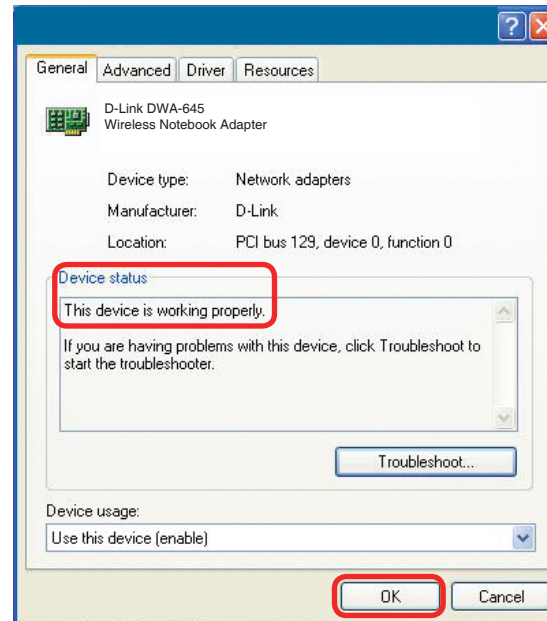 ?
General Advanced Driver Resources
D-Link DWA-645
Wireless Notebook Adapter
Device type: Network adapters
Manufacturer: D-Link
Location: PCI bus 129, device 0, function 0
Device status
This device is working properly.
If you are having problems with this device, click Troubleshoot to
start the troubleshooter.
Troubleshoot...
Device usage:
Use this device (enable)
OK Cancel